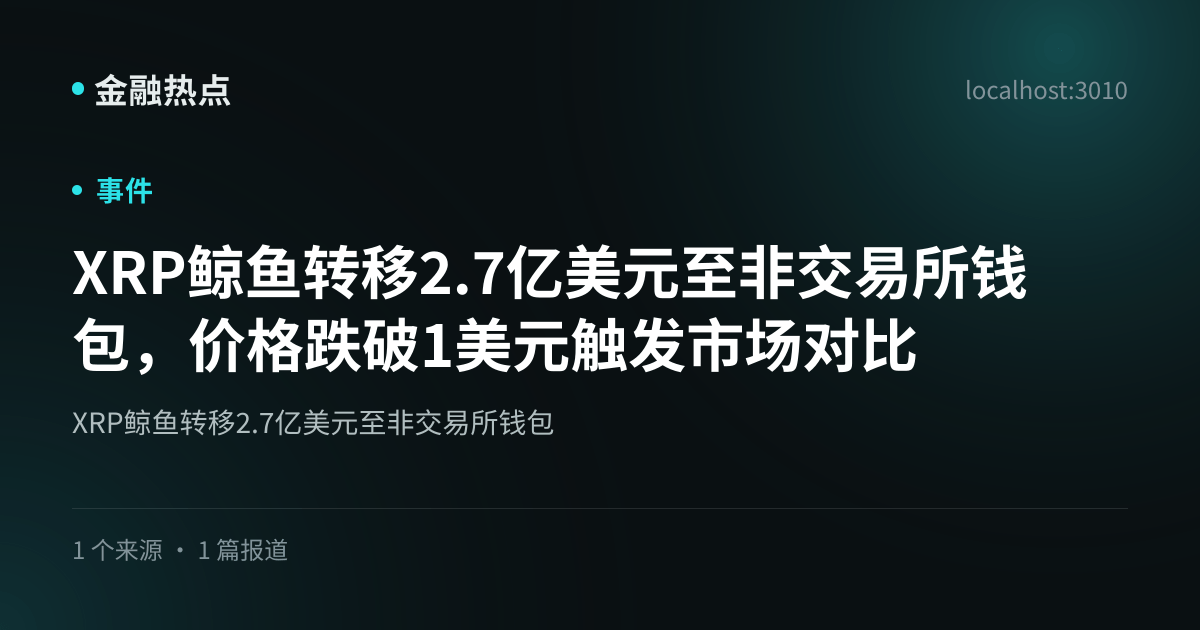 金融热点
localhost:3010
事件
XRP鲸鱼转移2.7亿美元至非交易所钱
包，价格跌破1美元触发市场对比
XRP鲸鱼转移2.7亿美元至非交易所钱包
1 个来源 · 1 篇报道